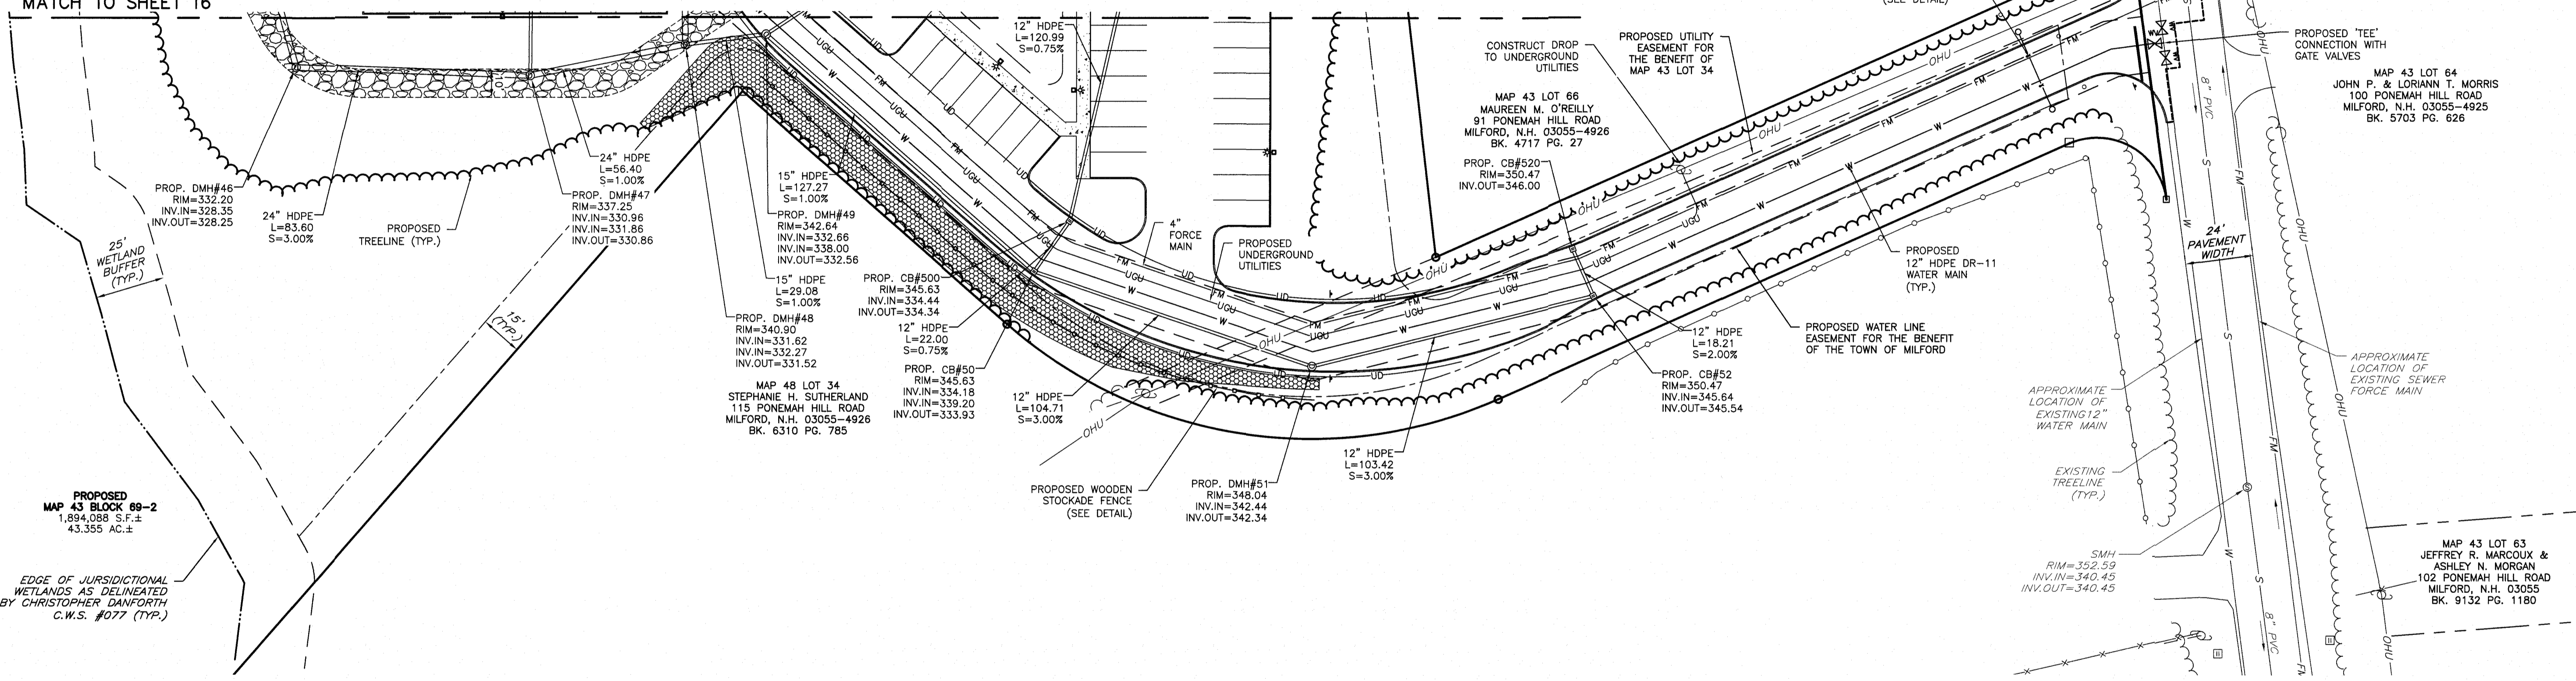 MATCH TO SHEET 16
12" HDPE
L=120.99
S=0.75%
(SEE DETAIL)
CONSTRUCT DROP
TO UNDERGROUND
UTILITIES
PROPOSED UTILITY
EASEMENT FOR
THE BENEFIT OF
MAP 43 LOT 34
PROPOSED 'TEE'
CONNECTION WITH
GATE VALVES
MAP 43 LOT 64
JOHN P. & LORIANN T. MORRIS
100 PONEMAH HILL ROAD
MILFORD, N.H. 03055-4925
BK. 5703 PG. 626
MAP 43 LOT 66
MAUREEN M. O'REILLY
91 PONEMAH HILL ROAD
MILFORD, N.H. 03055-4926
BK. 4717 PG. 27
PROP. CB#520
RIM=350.47
INV.OUT=346.00
PROP. DMH#46
RIM=332.20
INV.IN=328.35
INV.OUT=328.25
24" HDPE
L=83.60
S=3.00%
PROPOSED
TREELINE (TYP.)
24" HDPE
L=56.40
S=1.00%
PROP. DMH#47
RIM=337.25
INV.IN=330.96
INV.IN=331.86
INV.OUT=330.86
15" HDPE
L=127.27
S=1.00%
PROP. DMH#49
RIM=342.64
INV.IN=332.66
INV.IN=338.00
INV.OUT=332.56
15" HDPE
L=29.08
S=1.00%
PROP. DMH#48
RIM=340.90
INV.IN=331.62
INV.IN=332.27
INV.OUT=331.52
MAP 48 LOT 34
STEPHANIE H. SUTHERLAND
115 PONEMAH HILL ROAD
MILFORD, N.H. 03055-4926
BK. 6310 PG. 785
PROP. CB#500
RIM=345.63
INV.IN=334.44
INV.OUT=334.34
12" HDPE
L=22.00
S=0.75%
PROP. CB#50
RIM=345.63
INV.IN=334.18
INV.IN=339.20
INV.OUT=333.93
12" HDPE
L=104.71
S=3.00%
4"
FORCE
MAIN
PROPOSED
UNDERGROUND
UTILITIES
PROPOSED WOODEN
STOCKADE FENCE
(SEE DETAIL)
PROP. DMH#51
RIM=348.04
INV.IN=342.44
INV.OUT=342.34
12" HDPE
L=103.42
S=3.00%
12" HDPE
L=18.21
S=2.00%
PROP. CB#52
RIM=350.47
INV.IN=345.64
INV.OUT=345.54
PROPOSED WATER LINE
EASEMENT FOR THE BENEFIT
OF THE TOWN OF MILFORD
PROPOSED
12" HDPE DR-11
WATER MAIN
(TYP.)
24'
PAVEMENT
WIDTH
8" PVC
APPROXIMATE
LOCATION OF
EXISTING SEWER
FORCE MAIN
APPROXIMATE
LOCATION OF
EXISTING12"
WATER MAIN
EXISTING
TREELINE
(TYP.)
SMH
RIM=352.59
INV.IN=340.45
INV.OUT=340.45
8" PVC
MAP 43 LOT 63
JEFFREY R. MARCOUX &
ASHLEY N. MORGAN
102 PONEMAH HILL ROAD
MILFORD, N.H. 03055
BK. 9132 PG. 1180
25'
WETLAND
BUFFER
(TYP.)
15'
(TYP.)
PROPOSED
MAP 43 BLOCK 69-2
1,894,088 S.F.±
43.355 AC.±
EDGE OF JURSIDICTIONAL
WETLANDS AS DELINEATED
BY CHRISTOPHER DANFORTH
C.W.S. #077 (TYP.)